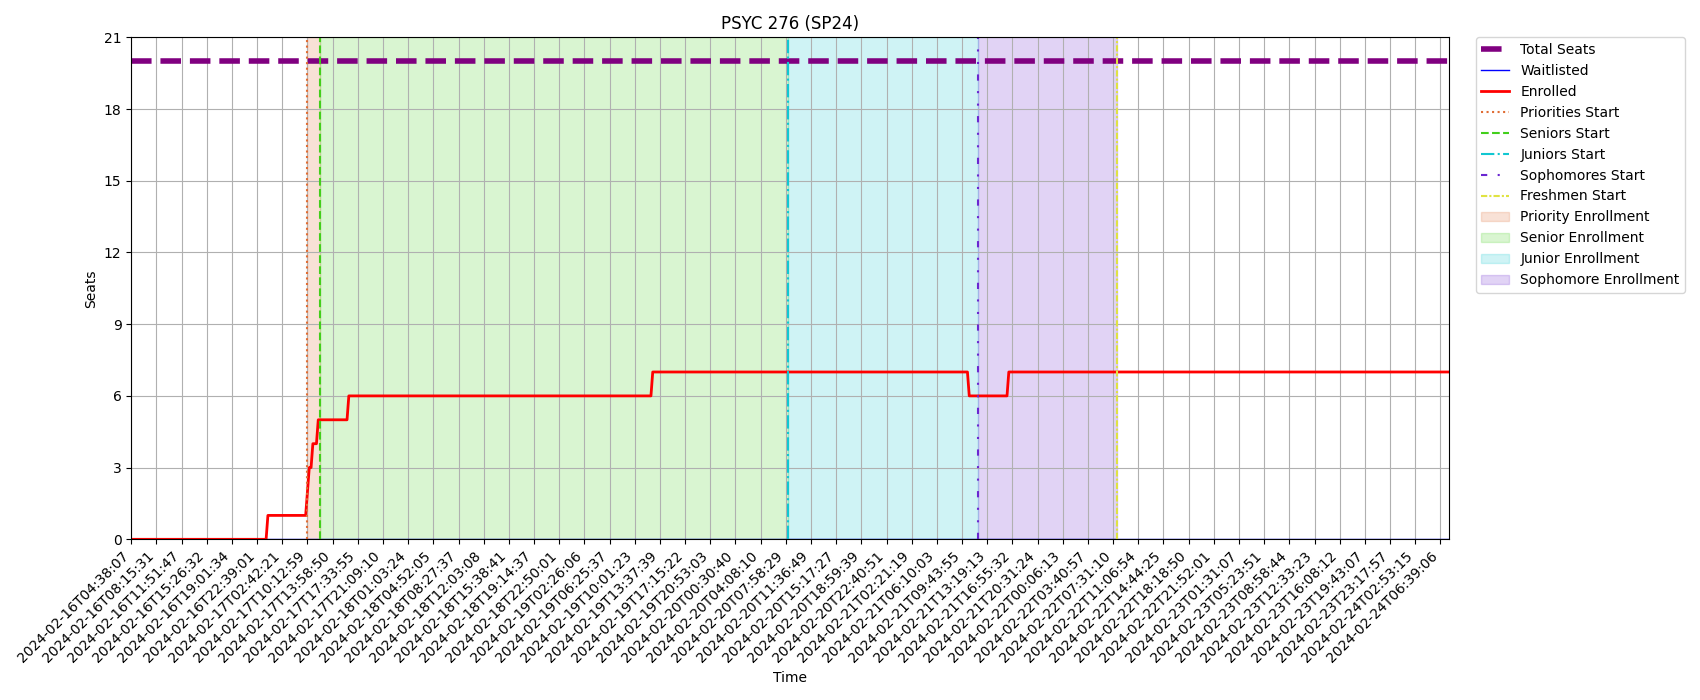 PSYC 276 (SP24)
21
18
15
12
9
6
3
0
Seats
2024-02-16T04:38:07
2024-02-16T08:15:31
2024-02-16T11:51:47
2024-02-16T15:26:32
2024-02-16T19:01:34
2024-02-16T22:39:01
2024-02-17T02:42:21
2024-02-17T10:12:59
2024-02-17T13:58:50
2024-02-17T17:33:55
2024-02-17T21:09:10
2024-02-18T01:03:24
2024-02-18T04:52:05
2024-02-18T08:27:37
2024-02-18T12:03:08
2024-02-18T15:38:41
2024-02-18T19:14:37
2024-02-18T22:50:01
2024-02-19T02:26:06
2024-02-19T06:25:37
2024-02-19T10:01:23
2024-02-19T13:37:39
2024-02-19T17:15:22
2024-02-19T20:53:03
2024-02-20T00:30:40
2024-02-20T04:08:10
2024-02-20T07:58:29
2024-02-20T11:36:49
2024-02-20T15:17:27
2024-02-20T18:59:39
2024-02-20T22:40:51
2024-02-21T02:21:19
2024-02-21T06:10:03
2024-02-21T09:43:55
2024-02-21T13:19:13
2024-02-21T16:55:32
2024-02-21T20:31:24
2024-02-22T00:06:13
2024-02-22T03:40:57
2024-02-22T07:31:10
2024-02-22T11:06:54
2024-02-22T14:44:25
2024-02-22T18:18:50
2024-02-22T21:52:01
2024-02-23T01:31:07
2024-02-23T05:23:51
2024-02-23T08:58:44
2024-02-23T12:33:23
2024-02-23T16:08:12
2024-02-23T19:43:07
2024-02-23T23:17:57
2024-02-24T02:53:15
2024-02-24T06:39:06
Time
Total Seats
Waitlisted
Enrolled
Priorities Start
Seniors Start
Juniors Start
Sophomores Start
Freshmen Start
Priority Enrollment
Senior Enrollment
Junior Enrollment
Sophomore Enrollment